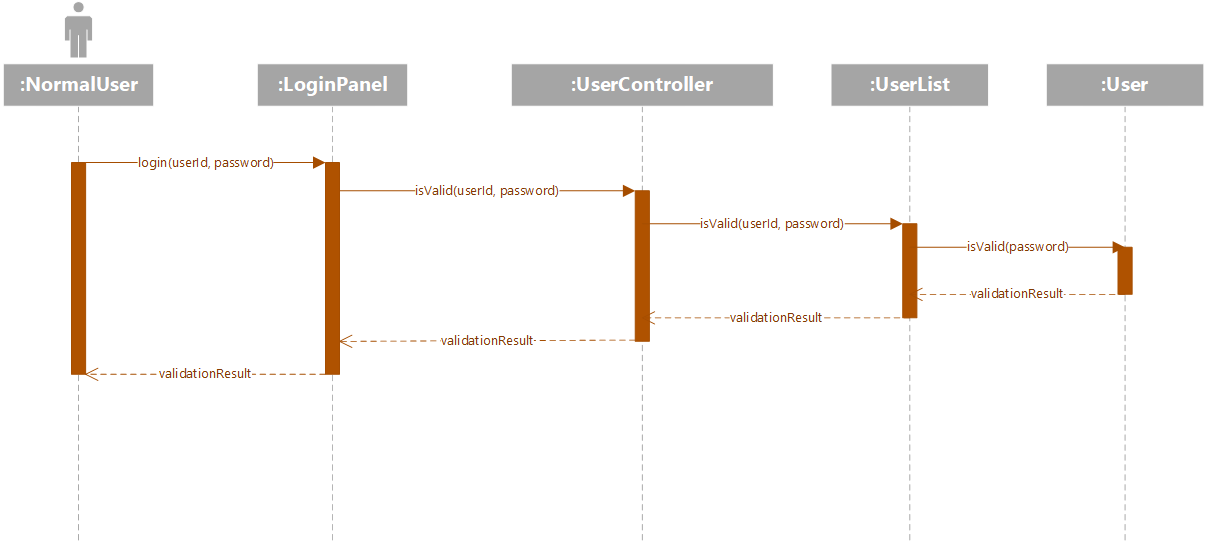 :NormalUser
:LoginPanel
:UserController
:UserList
:User
login(userId, password)
isValid(userId, password)
isValid(userId, password)
isValid(password)
validationResult
validationResult
validationResult
validationResult